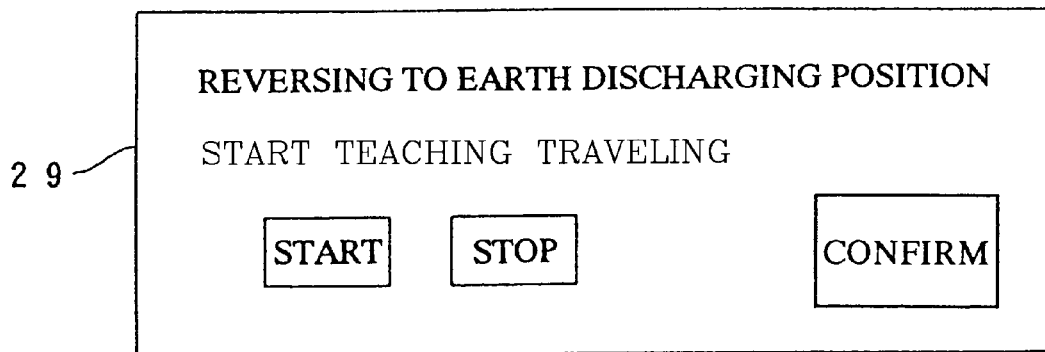 REVERSING TO EARTH DISCHARGING POSITION
START TEACHING TRAVELING
2 9
START STOP CONFIRM